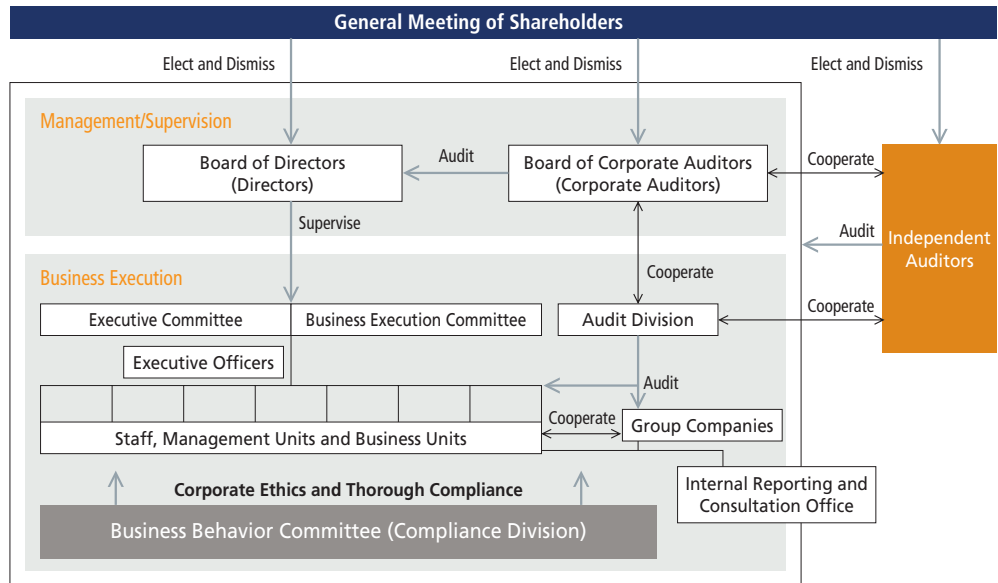 General Meeting of Shareholders
Elect and Dismiss
Elect and Dismiss
Elect and Dismiss
Management/Supervision
Board of Directors
(Directors)
Audit
Board of Corporate Auditors
(Corporate Auditors)
Cooperate
Supervise
Audit
Independent
Auditors
Business Execution
Cooperate
Executive Committee
Business Execution Committee
Audit Division
Cooperate
Executive Officers
Audit
Cooperate
Group Companies
Staff, Management Units and Business Units
Corporate Ethics and Thorough Compliance
Internal Reporting and
Consultation Office
Business Behavior Committee (Compliance Division)